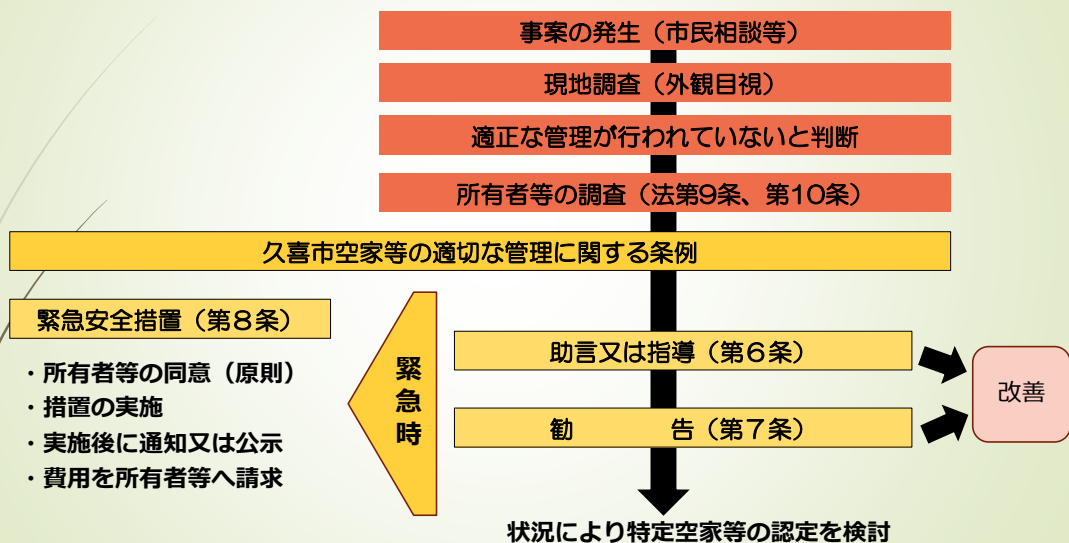 事案の発生（市民相談等）
現地調査（外観目視）
適正な管理が行われていないと判断
所有者等の調査（法第9条、第10条）
久喜市空家等の適切な管理に関する条例
緊急安全措置（第８条）
・所有者等の同意（原則）
・措置の実施
・実施後に通知又は公示
・費用を所有者等へ請求
緊急時
助言又は指導（第６条）
勧　　　告（第７条）
改善
状況により特定空家等の認定を検討